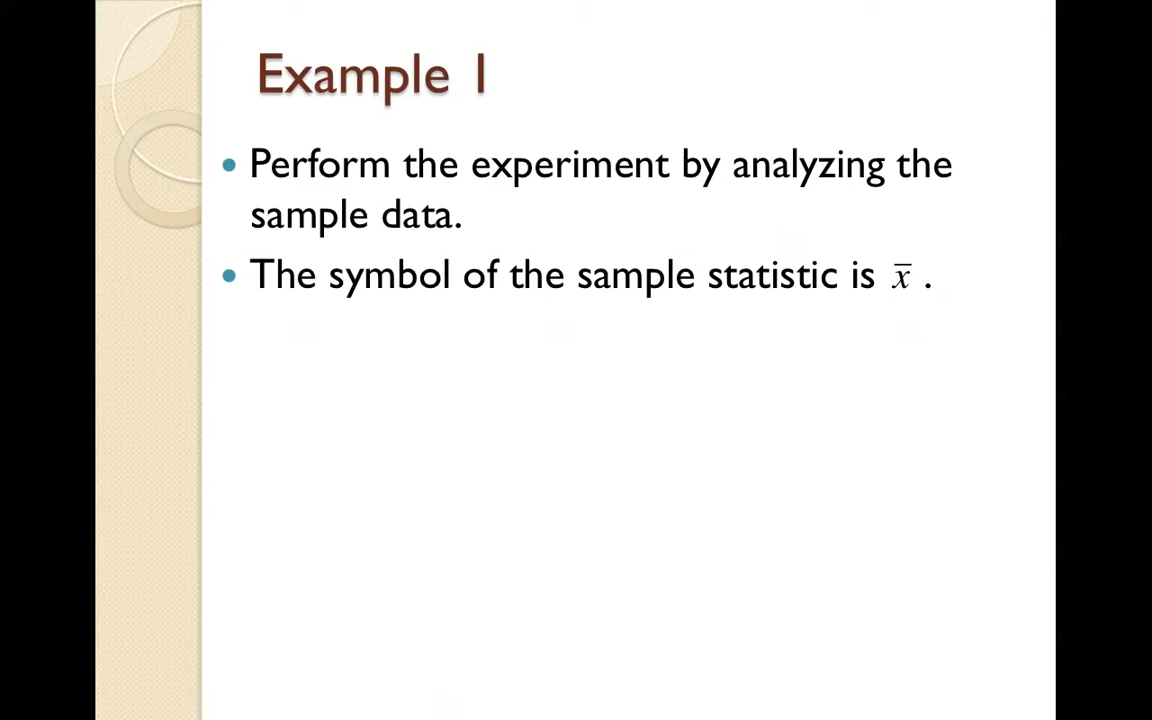 Example 1
• Perform the experiment by analyzing the
sample data.
• The symbol of the sample statistic is x̄ .